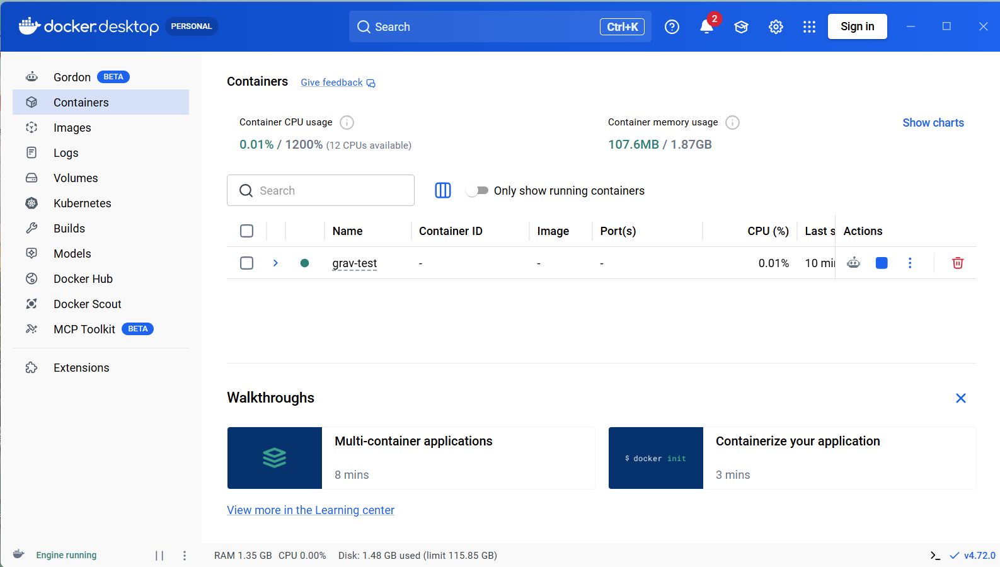 docker.desktop PERSONAL
Search Ctrl+K
2
Sign in
Gordon BETA
Containers
Images
Logs
Volumes
Kubernetes
Builds
Models
Docker Hub
Docker Scout
MCP Toolkit BETA
Extensions
Containers Give feedback
Container CPU usage
0.01% / 1200% (12 CPUs available)
Container memory usage
107.6MB / 1.87GB
Show charts
Search
Only show running containers
Name Container ID Image Port(s) CPU (%) Last s Actions
grav-test - - - 0.01% 10 min
Walkthroughs
Multi-container applications
8 mins
$ docker init
Containerize your application
3 mins
View more in the Learning center
Engine running
RAM 1.35 GB CPU 0.00% Disk: 1.48 GB used (limit 115.85 GB)
v4.72.0